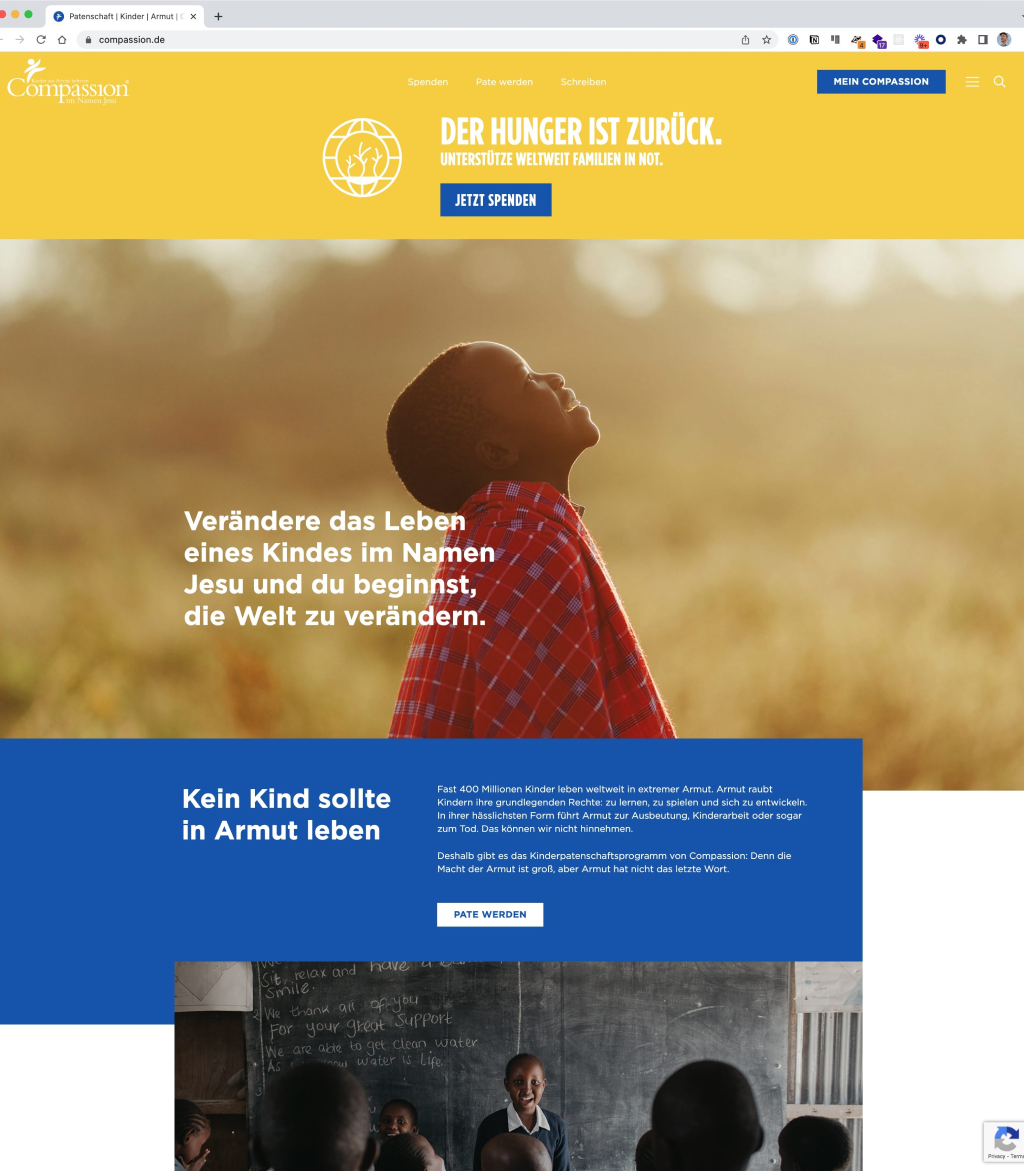 Patenschaft | Kinder | Armut |
compassion.de
4
17
9+
Compassion
im Namen Jesu
Spenden
Pate werden
Schreiben
MEIN COMPASSION
DER HUNGER IST ZURÜCK.
UNTERSTÜTZE WELTWEIT FAMILIEN IN NOT.
JETZT SPENDEN
Verändere das Leben
eines Kindes im Namen
Jesu und du beginnst,
die Welt zu verändern.
Kein Kind sollte
in Armut leben
Fast 400 Millionen Kinder leben weltweit in extremer Armut. Armut raubt
Kindern ihre grundlegenden Rechte: zu lernen, zu spielen und sich zu entwickeln.
In ihrer hässlichsten Form führt Armut zur Ausbeutung, Kinderarbeit oder sogar
zum Tod. Das können wir nicht hinnehmen.
Deshalb gibt es das Kinderpatenschaftsprogramm von Compassion: Denn die
Macht der Armut ist groß, aber Armut hat nicht das letzte Wort.
PATE WERDEN
Sit, relax and have a
Smile.
We thank all of you
For your great support
We are able to get clean water
As water is Life.
Privacy - Terms